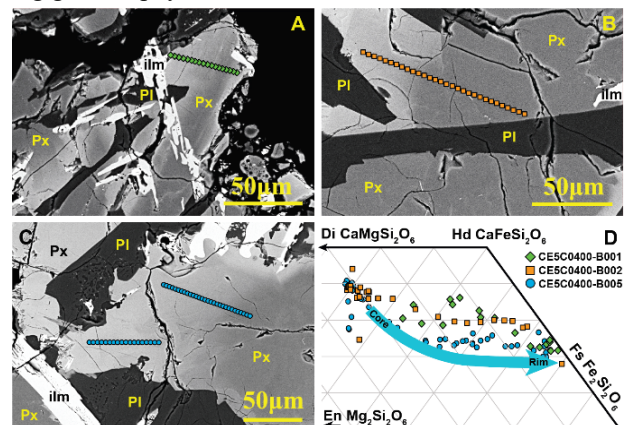 A
ilm
Pl
Px
Px
50μm
B
Px
Pl
ilm
Pl
Px
50μm
C
Px
Pl
Px
ilm
Pl
Px
50μm
Di CaMgSi2O6
Hd CaFeSi2O6
D
CE5C0400-B001
CE5C0400-B002
CE5C0400-B005
Core
Rim
Fs Fe2Si2O6
En Mg2Si2O6